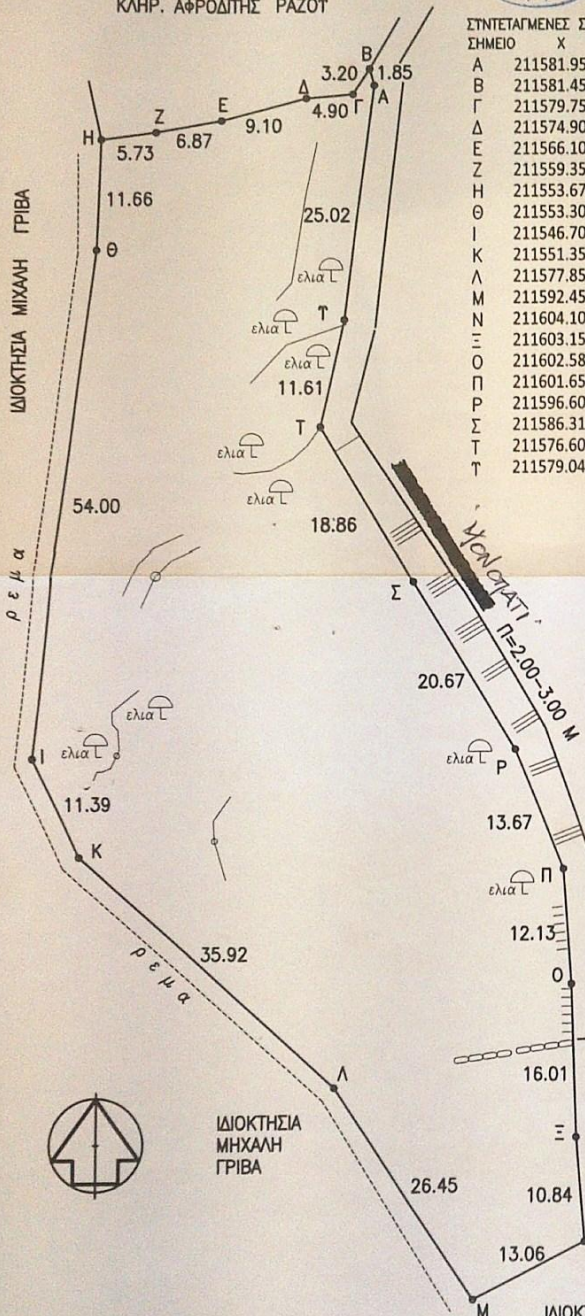 ΚΛΗΡ. ΑΦΡΟΔΙΤΗΣ ΡΑΖΟΤ
ΣΤΝΤΕΤΑΓΜΕΝΕΣ Σ
ΣΗΜΕΙΟ Χ
Α 211581.95
Β 211581.45
Γ 211579.75
Δ 211574.90
Ε 211566.10
Ζ 211559.35
Η 211553.67
Θ 211553.30
Ι 211546.70
Κ 211551.35
Λ 211577.85
Μ 211592.45
Ν 211604.10
Ξ 211603.15
Ο 211602.58
Π 211601.65
Ρ 211596.60
Σ 211586.31
Τ 211576.60
Υ 211579.04
Β
3.20
1.85
Α
Γ
Δ
4.90
Ε
9.10
Ζ
6.87
Η
5.73
11.66
Θ
ΙΔΙΟΚΤΗΣΙΑ ΜΙΧΑΛΗ ΓΡΙΒΑ
25.02
ελια
Υ
ελια
ελια
11.61
Τ
ελια
ελια
54.00
18.86
ρεμα
Σ
ΜΟΝΟΠΑΤΙ
Π=2.00-3.00 Μ
20.67
ελια
ελια
Ι
ελια
Ρ
11.39
13.67
Κ
Π
ελια
12.13
35.92
ρεμα
Ο
16.01
Λ
ΙΔΙΟΚΤΗΣΙΑ
ΜΗΧΑΛΗ
ΓΡΙΒΑ
Ξ
26.45
10.84
13.06
Μ
ΙΔΙΟΚ